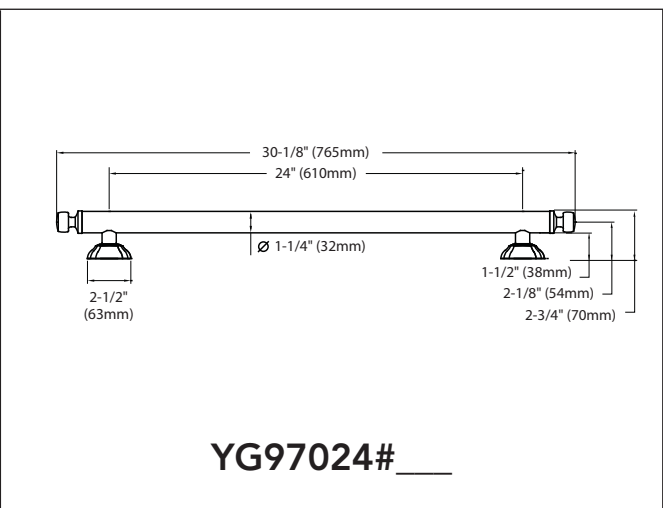 30-1/8" (765mm)
24" (610mm)
Ø 1-1/4" (32mm)
1-1/2" (38mm)
2-1/8" (54mm)
2-3/4" (70mm)
2-1/2"
(63mm)
YG97024#___